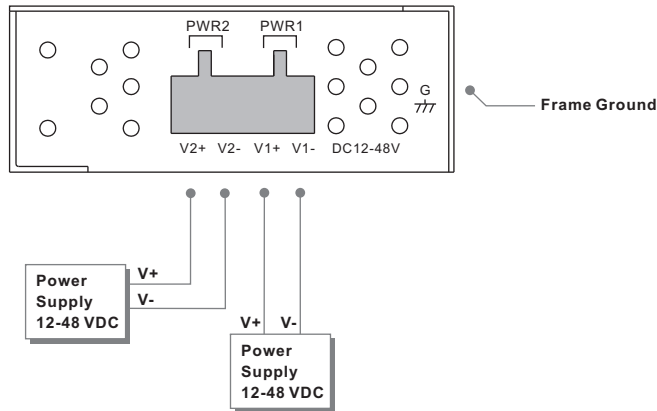 PWR2 PWR1
G
Frame Ground
V2+ V2- V1+ V1- DC12-48V
V+
V-
Power
Supply
12-48 VDC
V+ V-
Power
Supply
12-48 VDC